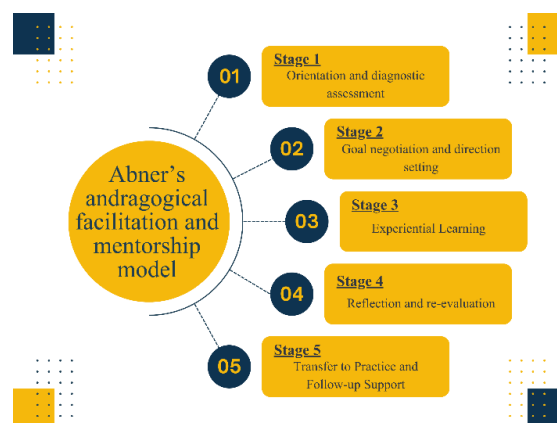 Abner's
andragogical
facilitation and
mentorship
model
01
Stage 1
Orientation and diagnostic
assessment
02
Stage 2
Goal negotiation and direction
setting
03
Stage 3
Experiential Learning
04
Stage 4
Reflection and re-evaluation
05
Stage 5
Transfer to Practice and
Follow-up Support